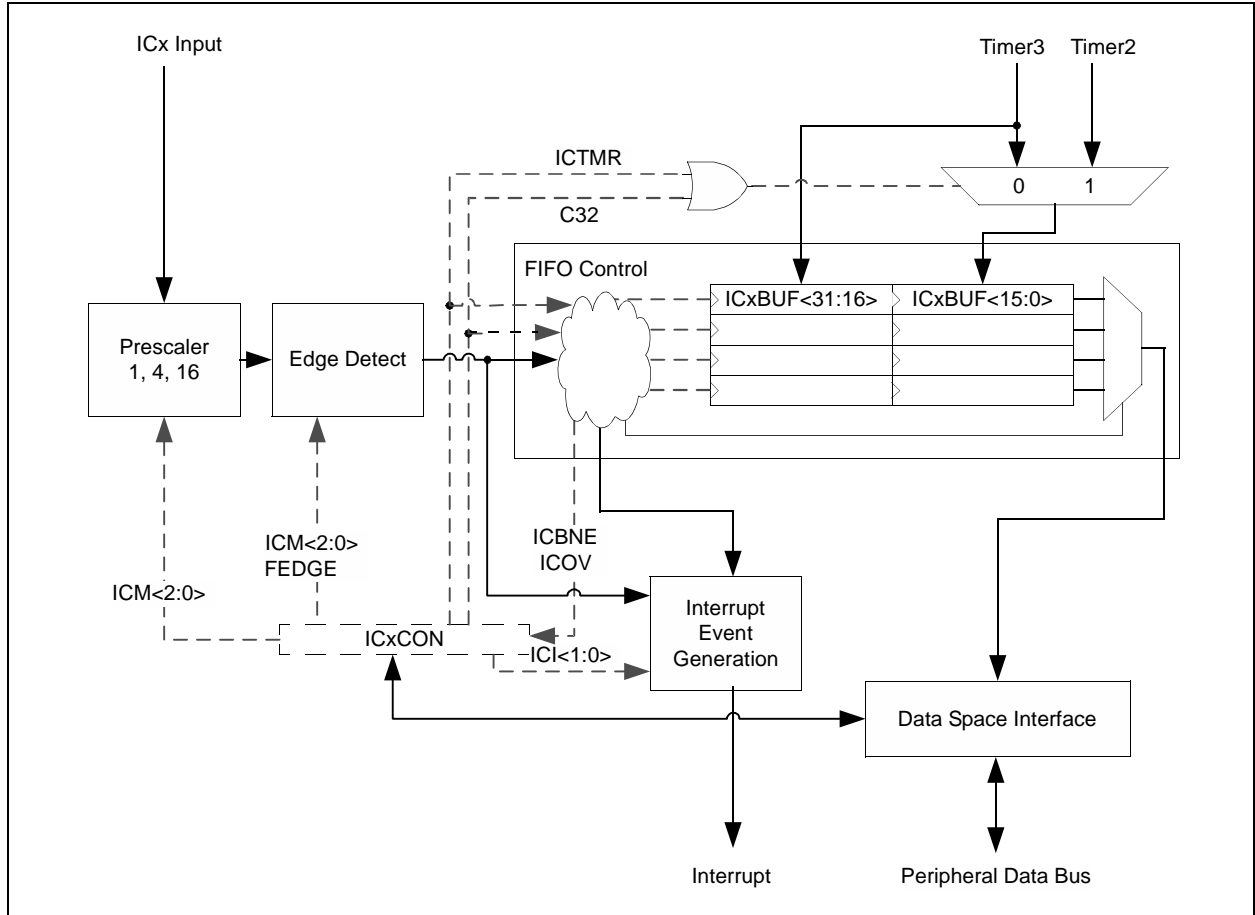 ICx Input
Timer3
Timer2
ICTMR
0
1
C32
FIFO Control
ICxBUF<31:16>
ICxBUF<15:0>
Prescaler
1, 4, 16
Edge Detect
ICM<2:0>
FEDGE
ICBNE
ICOV
ICM<2:0>
ICxCON
ICI<1:0>
Interrupt
Event
Generation
Data Space Interface
Interrupt
Peripheral Data Bus